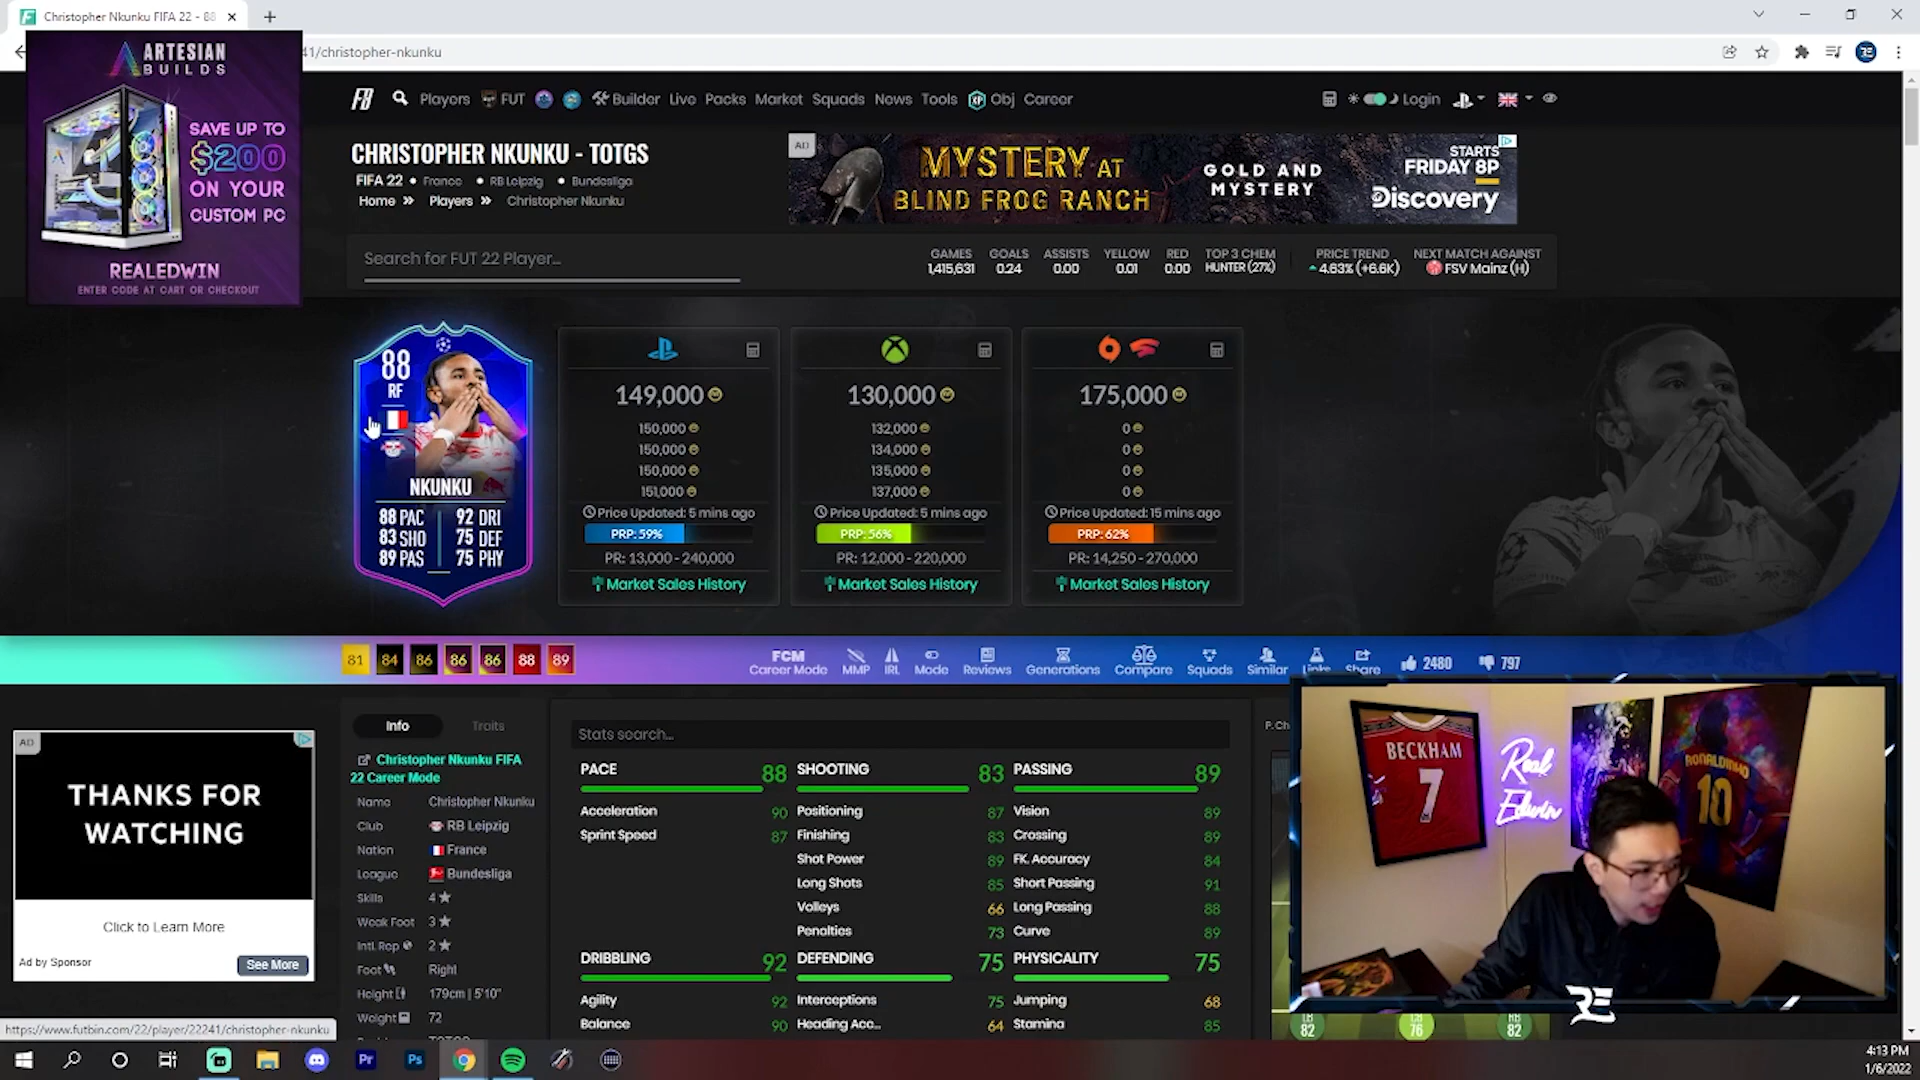 Christopher Nkunku FIFA 22 - 88
41/christopher-nkunku
ARTESIAN
BUILDS
SAVE UP TO
$200
ON YOUR
CUSTOM PC
REALEDWIN
ENTER CODE AT CART OR CHECKOUT
Players FUT Builder Live Packs Market Squads News Tools Obj Career Login
CHRISTOPHER NKUNKU - TOTGS
FIFA 22 • France • RB Leipzig • Bundesliga
Home » Players » Christopher Nkunku
AD
MYSTERY AT
BLIND FROG RANCH
GOLD AND
MYSTERY
STARTS
FRIDAY 8P
Discovery
Search for FUT 22 Player...
GAMES GOALS ASSISTS YELLOW RED TOP 3 CHEM PRICE TREND NEXT MATCH AGAINST
1,415,631 0.24 0.00 0.01 0.00 HUNTER (27%) 4.63% (+6.6K) FSV Mainz (H)
88
RF
NKUNKU
88 PAC 92 DRI
83 SHO 75 DEF
89 PAS 75 PHY
149,000
150,000
150,000
150,000
151,000
Price Updated: 5 mins ago
PRP: 59%
PR: 13,000 - 240,000
Market Sales History
130,000
132,000
134,000
135,000
137,000
Price Updated: 5 mins ago
PRP: 56%
PR: 12,000 - 220,000
Market Sales History
175,000
0
0
0
0
Price Updated: 15 mins ago
PRP: 62%
PR: 14,250 - 270,000
Market Sales History
81 84 86 86 86 88 89
FCM
Career Mode MMP IRL Mode Reviews Generations Compare Squads Similar Links Share 2480 797
AD
THANKS FOR
WATCHING
Click to Learn More
Ad by Sponsor
See More
Info Traits
Christopher Nkunku FIFA
22 Career Mode
Name Christopher Nkunku
Club RB Leipzig
Nation France
League Bundesliga
Skills 4
Weak Foot 3
Intl. Rep 2
Foot Right
Height 179cm | 5'10"
Weight 72
Stats search...
PACE 88 SHOOTING 83 PASSING 89
Acceleration 90 Positioning 87 Vision 89
Sprint Speed 87 Finishing 83 Crossing 89
Shot Power 89 FK. Accuracy 84
Long Shots 85 Short Passing 91
Volleys 66 Long Passing 88
Penalties 73 Curve 89
DRIBBLING 92 DEFENDING 75 PHYSICALITY 75
Agility 92 Interceptions 75 Jumping 68
Balance 90 Heading Acc... 64 Stamina 85
P. Ch
BECKHAM
7
Real
Edwin
RONALDINHO
10
RE
LB
82
CB
76
RB
82
https://www.futbin.com/22/player/22241/christopher-nkunku
Pr
Ps
4:13 PM
1/6/2022